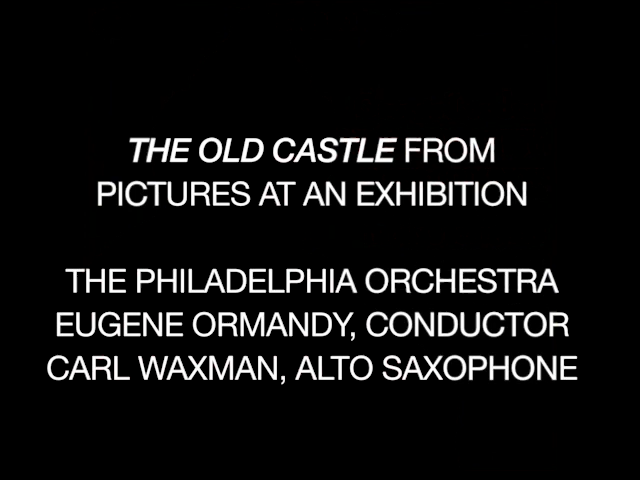 THE OLD CASTLE FROM
PICTURES AT AN EXHIBITION
THE PHILADELPHIA ORCHESTRA
EUGENE ORMANDY, CONDUCTOR
CARL WAXMAN, ALTO SAXOPHONE